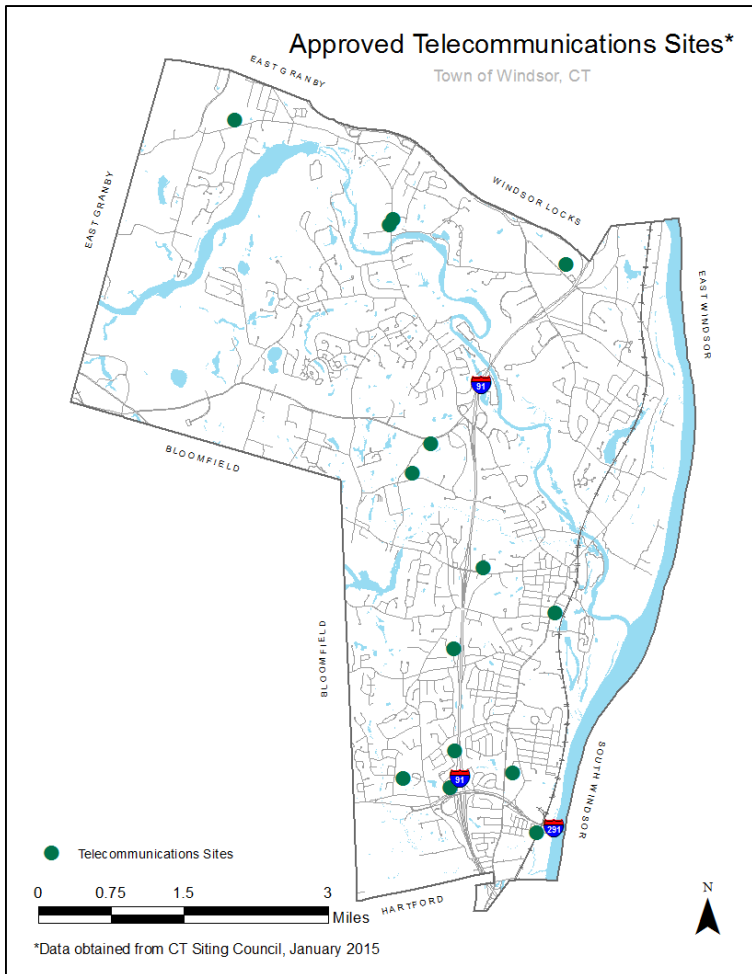 Approved Telecommunications Sites*
Town of Windsor, CT
EAST GRANBY
EAST GRANBY
WINDSOR LOCKS
EAST WINDSOR
91
BLOOMFIELD
BLOOMFIELD
SOUTH WINDSOR
91
291
HARTFORD
Telecommunications Sites
0 0.75 1.5 3
Miles
N
*Data obtained from CT Siting Council, January 2015